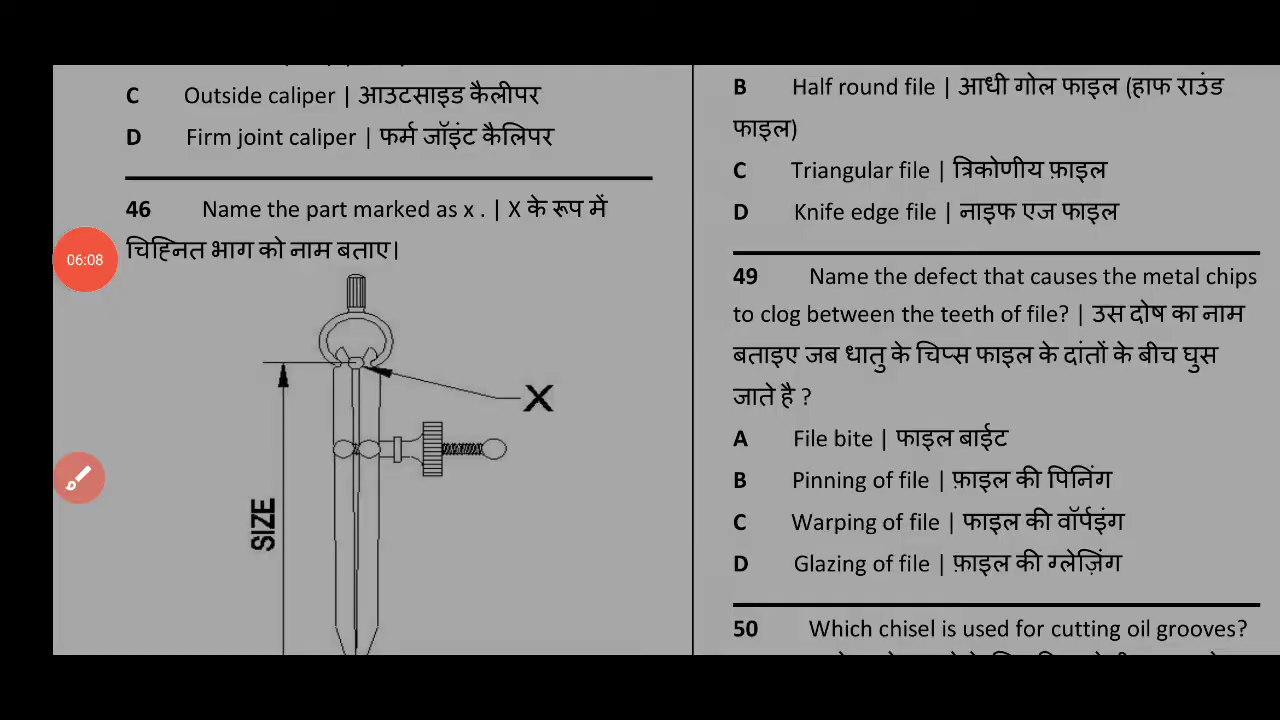 C Outside caliper | आउटसाइड कैलीपर
D Firm joint caliper | फर्म जॉइंट कैलिपर
46 Name the part marked as x . | X के रूप में
चिह्नित भाग को नाम बताए।
06:08
X
SIZE
B Half round file | आधी गोल फाइल (हाफ राउंड
फाइल)
C Triangular file | त्रिकोणीय फ़ाइल
D Knife edge file | नाइफ एज फाइल
49 Name the defect that causes the metal chips
to clog between the teeth of file? | उस दोष का नाम
बताइए जब धातु के चिप्स फाइल के दांतों के बीच घुस
जाते है ?
A File bite | फाइल बाईट
B Pinning of file | फ़ाइल की पिनिंग
C Warping of file | फाइल की वॉर्पइंग
D Glazing of file | फ़ाइल की ग्लेज़िंग
50 Which chisel is used for cutting oil grooves?